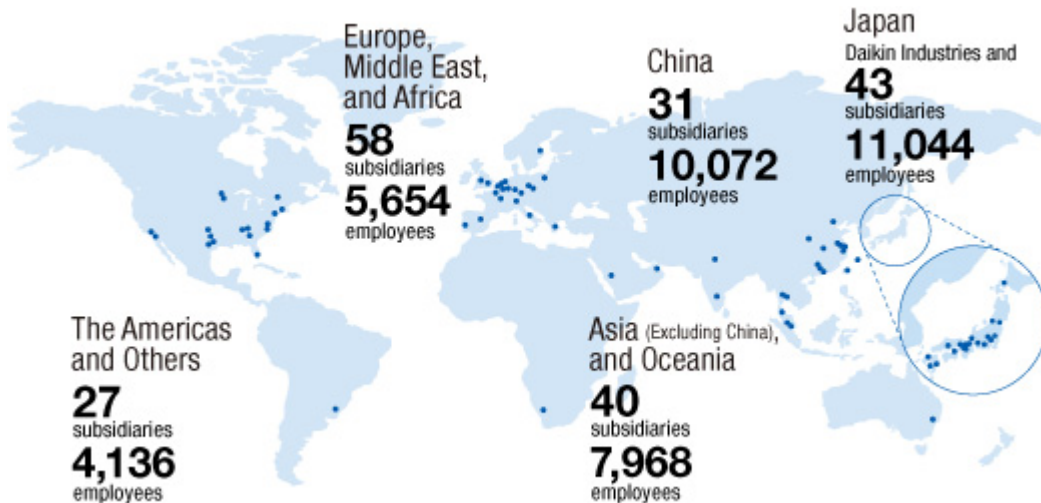 Europe,
Middle East,
and Africa
58
subsidiaries
5,654
employees
China
31
subsidiaries
10,072
employees
Japan
Daikin Industries and
43
subsidiaries
11,044
employees
The Americas
and Others
27
subsidiaries
4,136
employees
Asia (Excluding China),
and Oceania
40
subsidiaries
7,968
employees